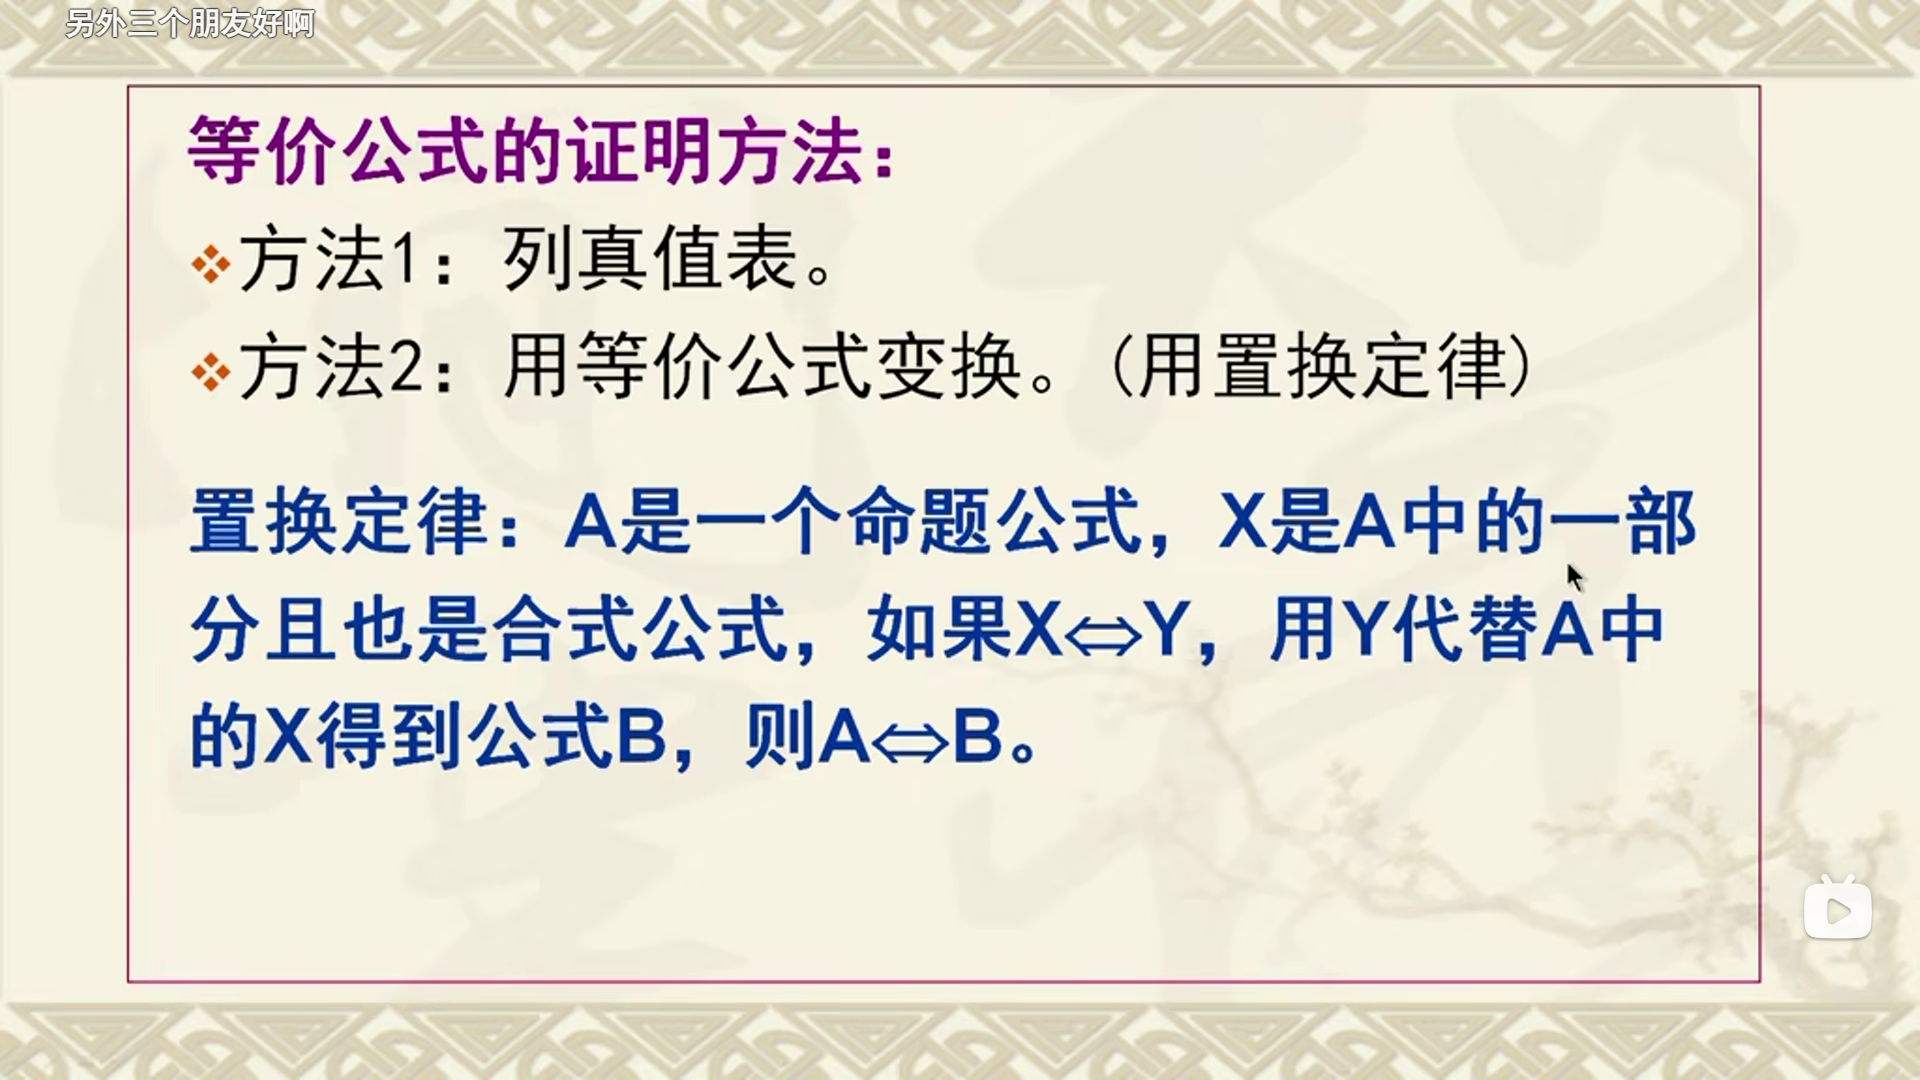 另外三个朋友好啊
等价公式的证明方法：
方法1：列真值表。
方法2：用等价公式变换。(用置换定律)
置换定律：A是一个命题公式，X是A中的一部
分且也是合式公式，如果X⇔Y，用Y代替A中
的X得到公式B，则A⇔B。